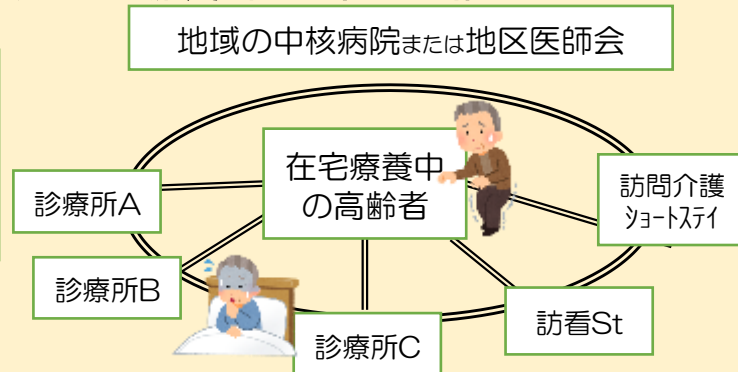 地域の中核病院または地区医師会
在宅療養中
の高齢者
診療所A
訪問介護
ｼｮｰﾄｽﾃｲ
診療所B
訪看St
診療所C